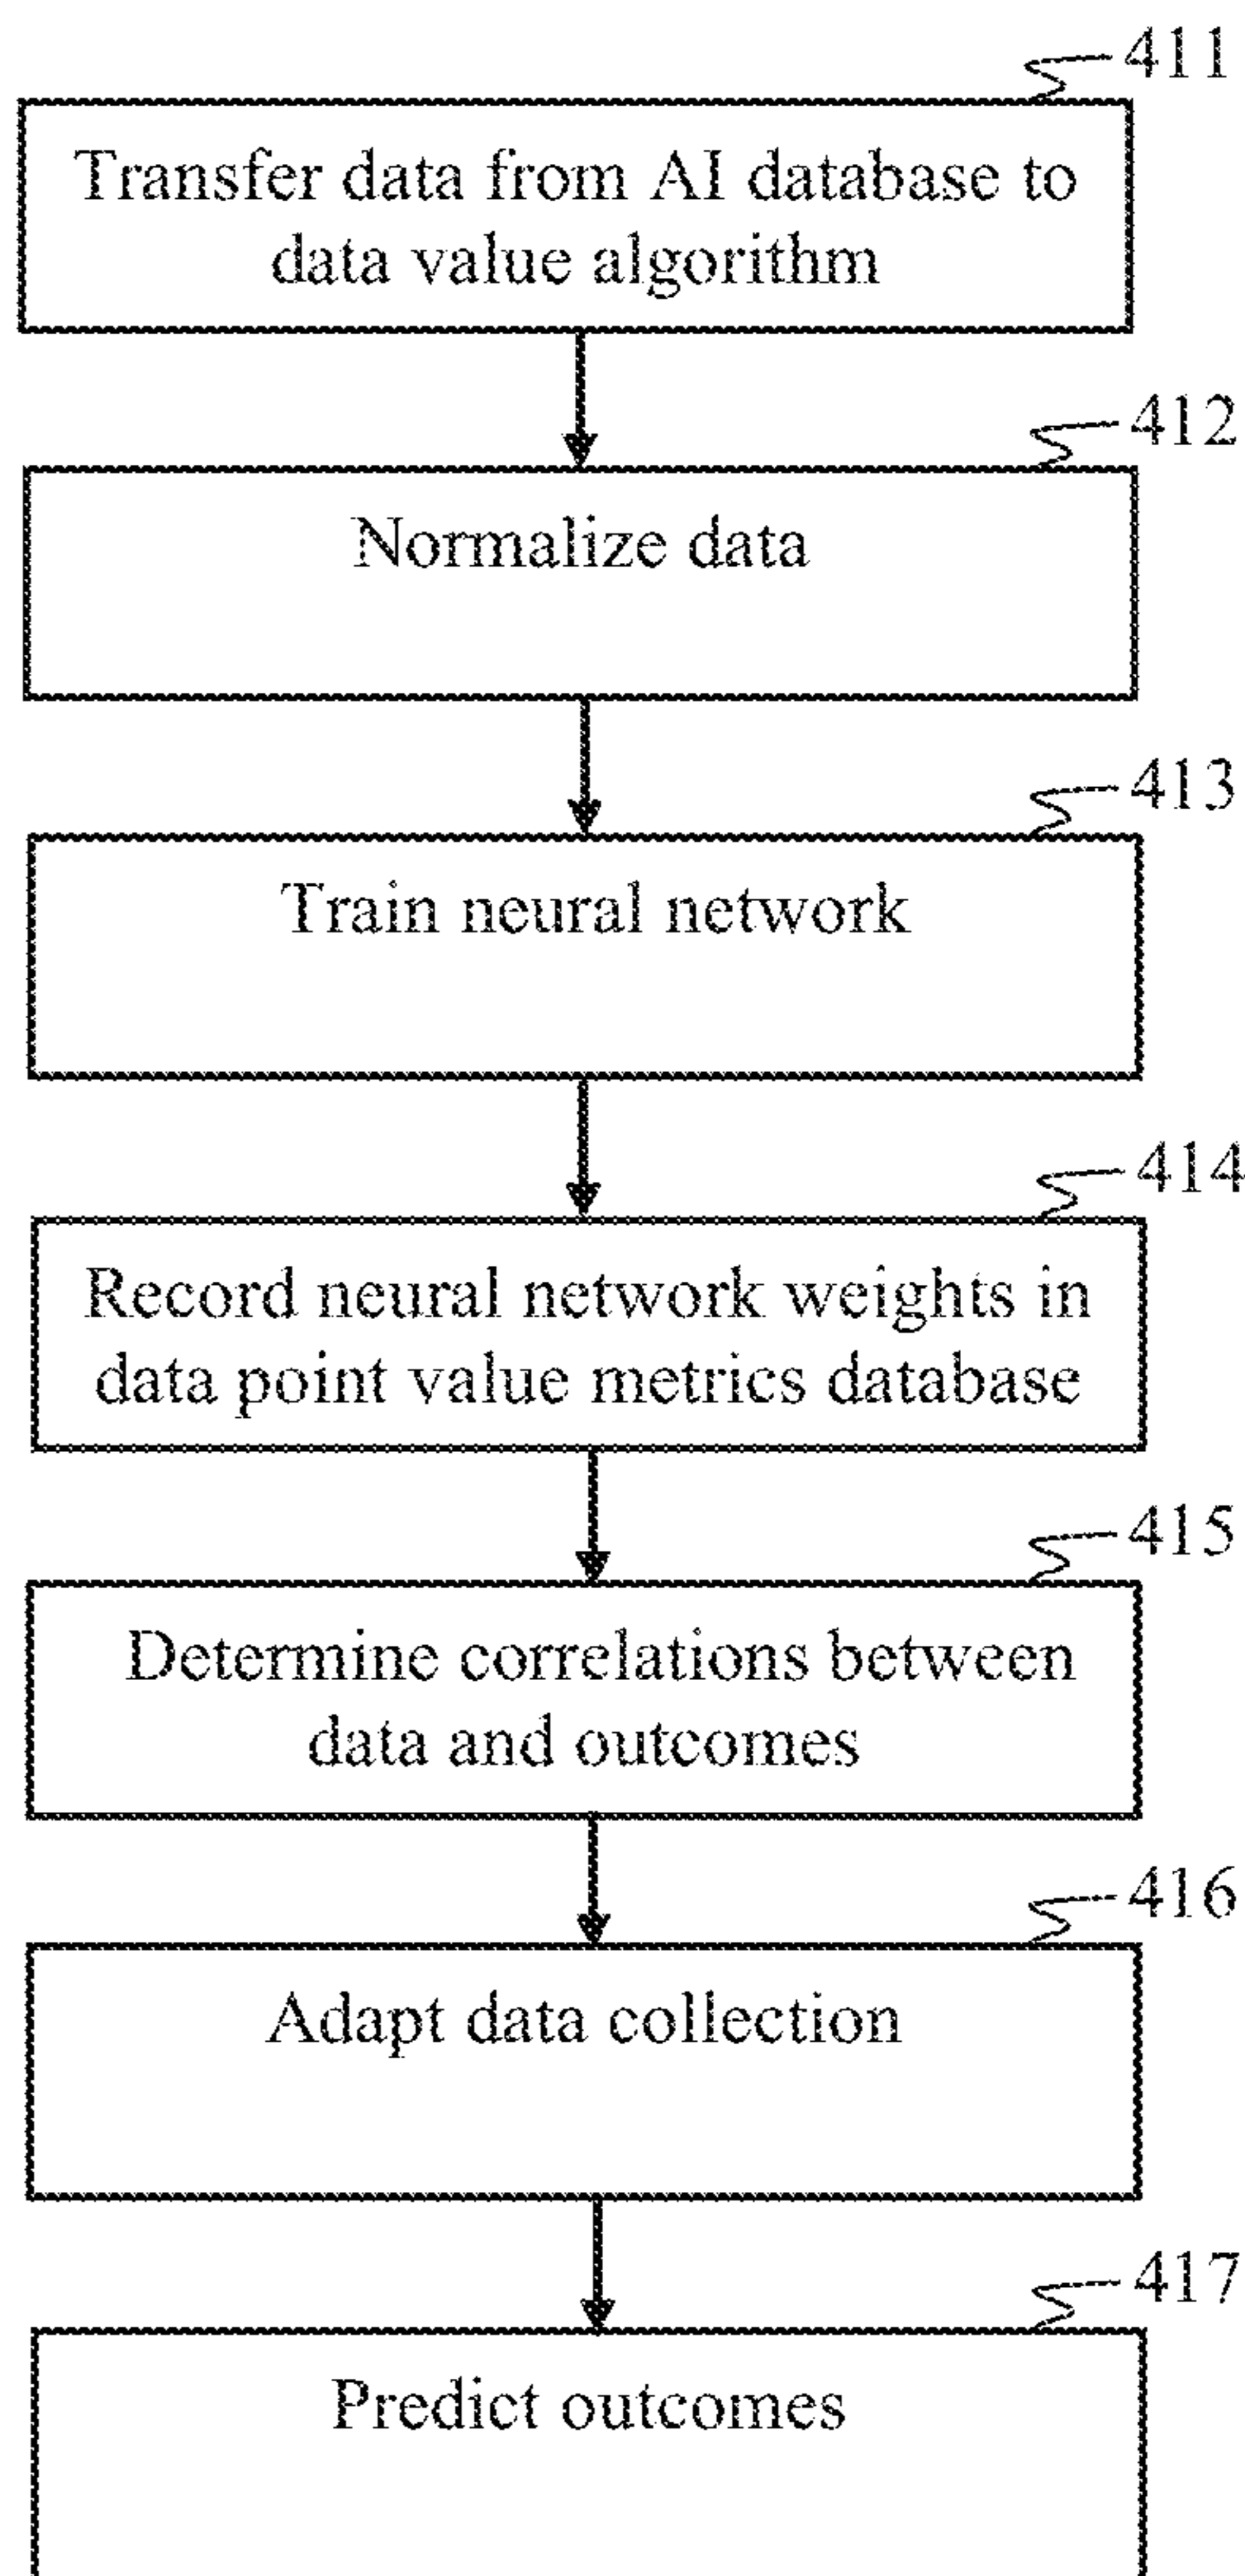 411
Transfer data from AI database to
data value algorithm
412
Normalize data
413
Train neural network
414
Record neural network weights in
data point value metrics database
415
Determine correlations between
data and outcomes
416
Adapt data collection
417
Predict outcomes